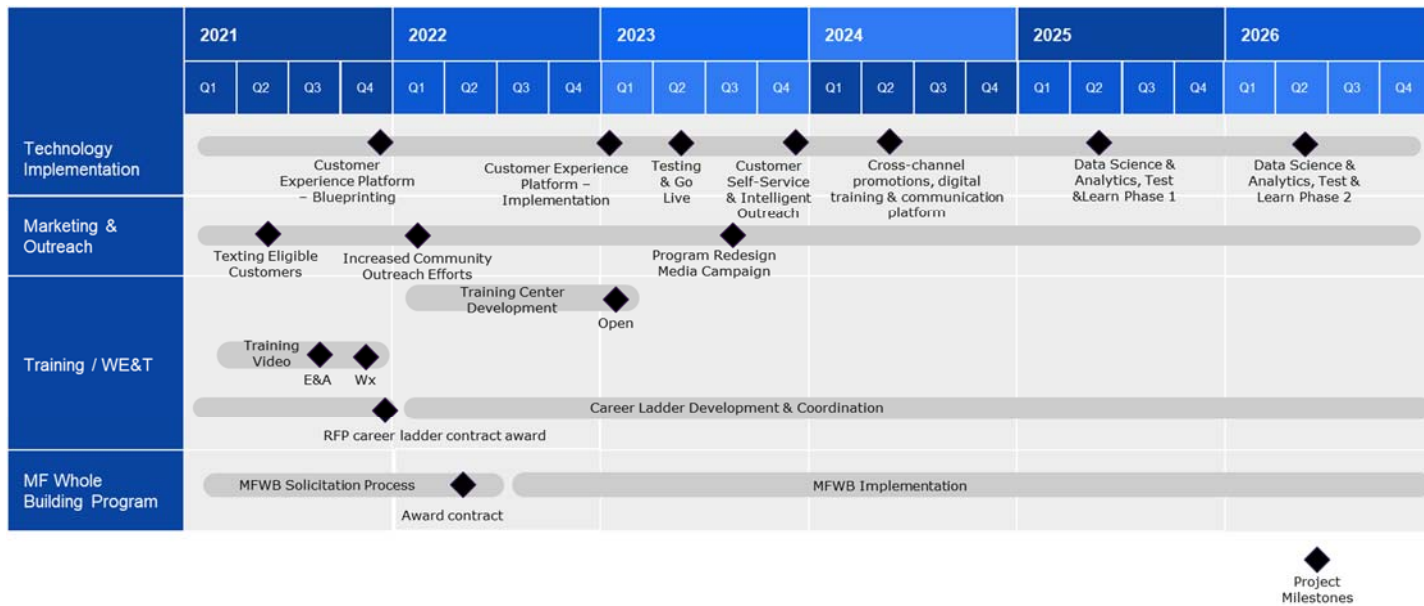 2021 2022 2023 2024 2025 2026
Q1 Q2 Q3 Q4 Q1 Q2 Q3 Q4 Q1 Q2 Q3 Q4 Q1 Q2 Q3 Q4 Q1 Q2 Q3 Q4 Q1 Q2 Q3 Q4
Technology
Implementation
Customer
Experience Platform
– Blueprinting
Customer Experience
Platform –
Implementation
Testing
& Go
Live
Customer
Self-Service
& Intelligent
Outreach
Cross-channel
promotions, digital
training & communication
platform
Data Science &
Analytics, Test
&Learn Phase 1
Data Science &
Analytics, Test &
Learn Phase 2
Marketing &
Outreach
Texting Eligible
Customers
Increased Community
Outreach Efforts
Program Redesign
Media Campaign
Training / WE&T
Training Center
Development
Open
Training
Video
E&A
Wx
Career Ladder Development & Coordination
RFP career ladder contract award
MF Whole
Building Program
MFWB Solicitation Process
MFWB Implementation
Award contract
Project
Milestones